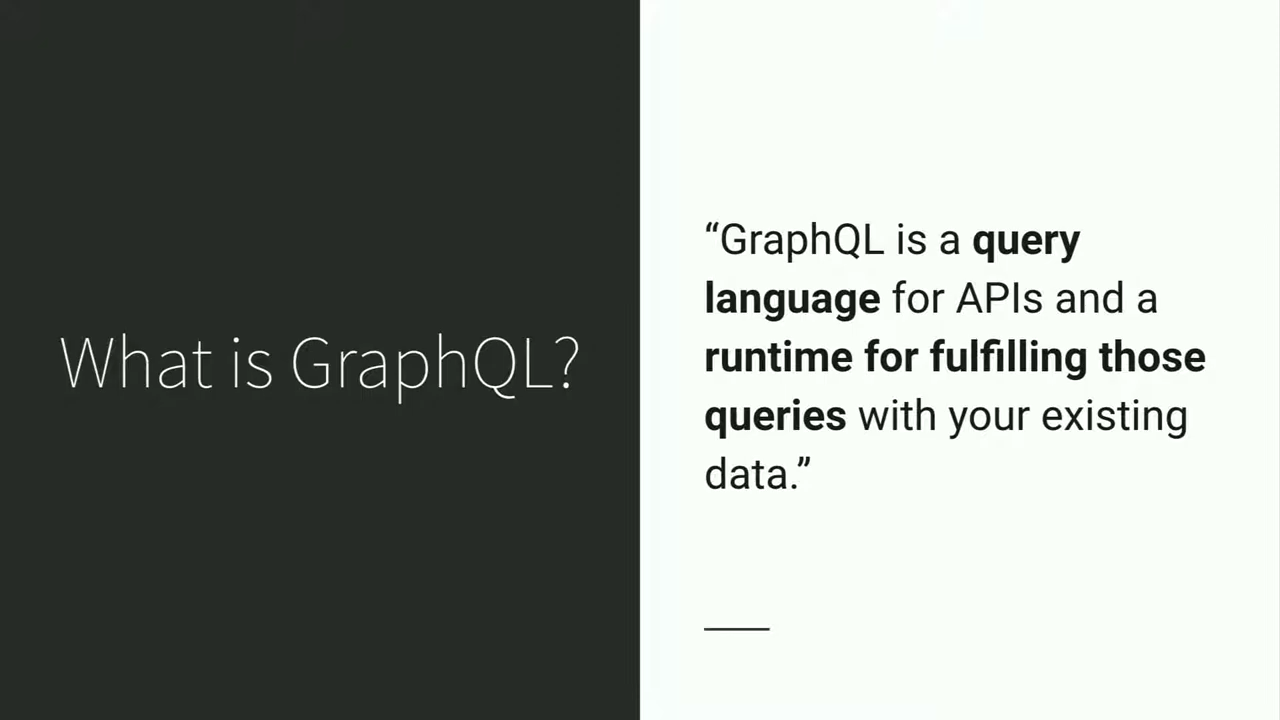 What is GraphQL?
“GraphQL is a query
language for APIs and a
runtime for fulfilling those
queries with your existing
data.”